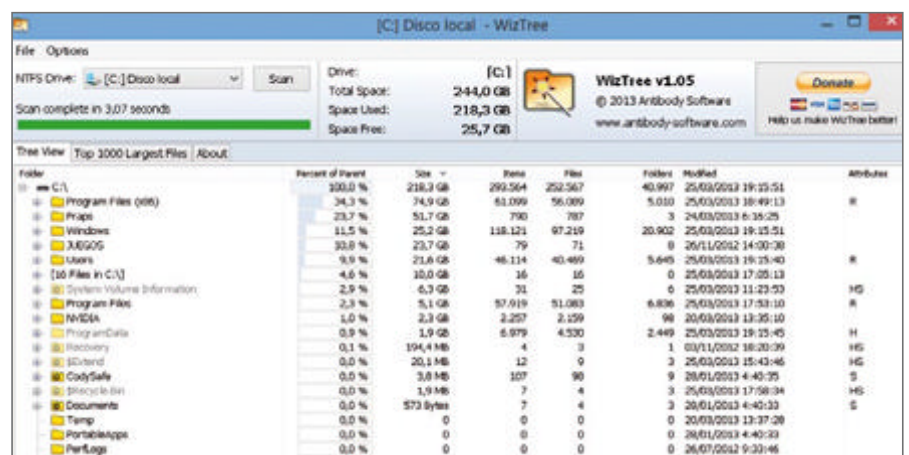 [C:] Disco local - WizTree
File Options
NTFS Drive: [C:] Disco local Scan
Scan complete in 3,07 seconds
Drive: [C:]
Total Space: 244,0 GB
Space Used: 218,3 GB
Space Free: 25,7 GB
WizTree v1.05
© 2013 Antibody Software
www.antibody-software.com
Donate
Help us make WizTree better!
Tree View Top 1000 Largest Files About
Folder Percent of Parent Size Items Files Folders Modified Attributes
C:\ 100,0 % 218,3 GB 293.564 252.567 40.997 25/03/2013 19:15:51
Program Files (x86) 34,3 % 74,9 GB 61.099 56.089 5.010 25/03/2013 18:49:13 R
Fraps 23,7 % 51,7 GB 790 787 3 24/03/2013 6:16:25
Windows 11,5 % 25,2 GB 118.121 97.219 20.902 25/03/2013 19:15:51
JUEGOS 10,8 % 23,7 GB 79 71 8 26/11/2012 14:00:38
Users 9,9 % 21,6 GB 46.114 40.469 5.645 25/03/2013 19:15:40 R
[16 Files in C:\] 4,6 % 10,0 GB 16 16 0 25/03/2013 17:05:13
System Volume Information 2,9 % 6,3 GB 31 25 6 25/03/2013 11:23:53 HS
Program Files 2,3 % 5,1 GB 57.919 51.083 6.836 25/03/2013 17:53:10 R
NVIDIA 1,0 % 2,3 GB 2.257 2.159 98 20/03/2013 13:35:10
ProgramData 0,9 % 1,9 GB 6.979 4.530 2.449 25/03/2013 19:15:45 H
Recovery 0,1 % 194,4 MB 4 3 1 03/11/2012 18:20:39 HS
$Extend 0,0 % 20,1 MB 12 9 3 25/03/2013 15:43:46 HS
CodySafe 0,0 % 3,8 MB 107 98 9 28/01/2013 4:40:35 S
$Recycle.Bin 0,0 % 1,9 MB 7 4 3 25/03/2013 17:58:34 HS
Documents 0,0 % 573 Bytes 7 4 3 28/01/2013 4:40:33 S
Temp 0,0 % 0 0 0 0 20/03/2013 13:37:28
PortableApps 0,0 % 0 0 0 0 28/01/2013 4:40:33
PerfLogs 0,0 % 0 0 0 0 26/07/2012 9:33:46